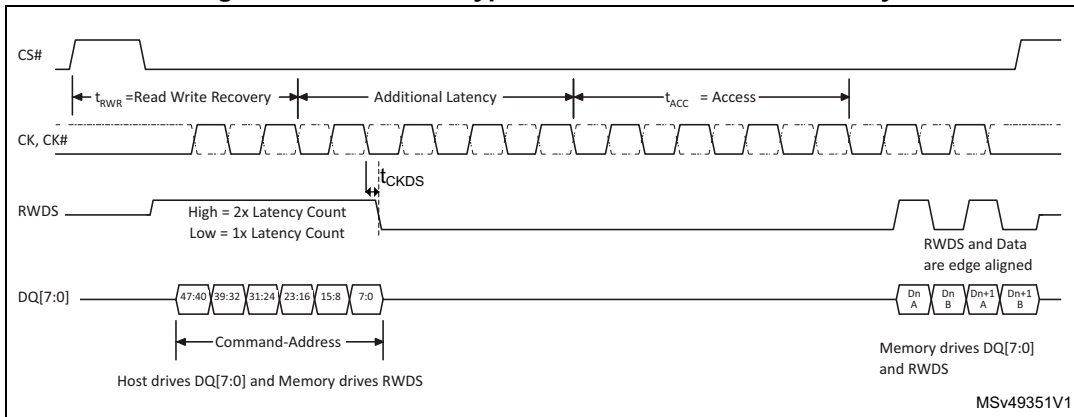 CS#
tRWR =Read Write Recovery
Additional Latency
tACC = Access
CK, CK#
tCKDS
RWDS
High = 2x Latency Count
Low = 1x Latency Count
RWDS and Data
are edge aligned
DQ[7:0]
47:40 39:32 31:24 23:16 15:8 7:0
Dn Dn Dn+1 Dn+1
A B A B
Command-Address
Memory drives DQ[7:0]
and RWDS
Host drives DQ[7:0] and Memory drives RWDS
MSv49351V1